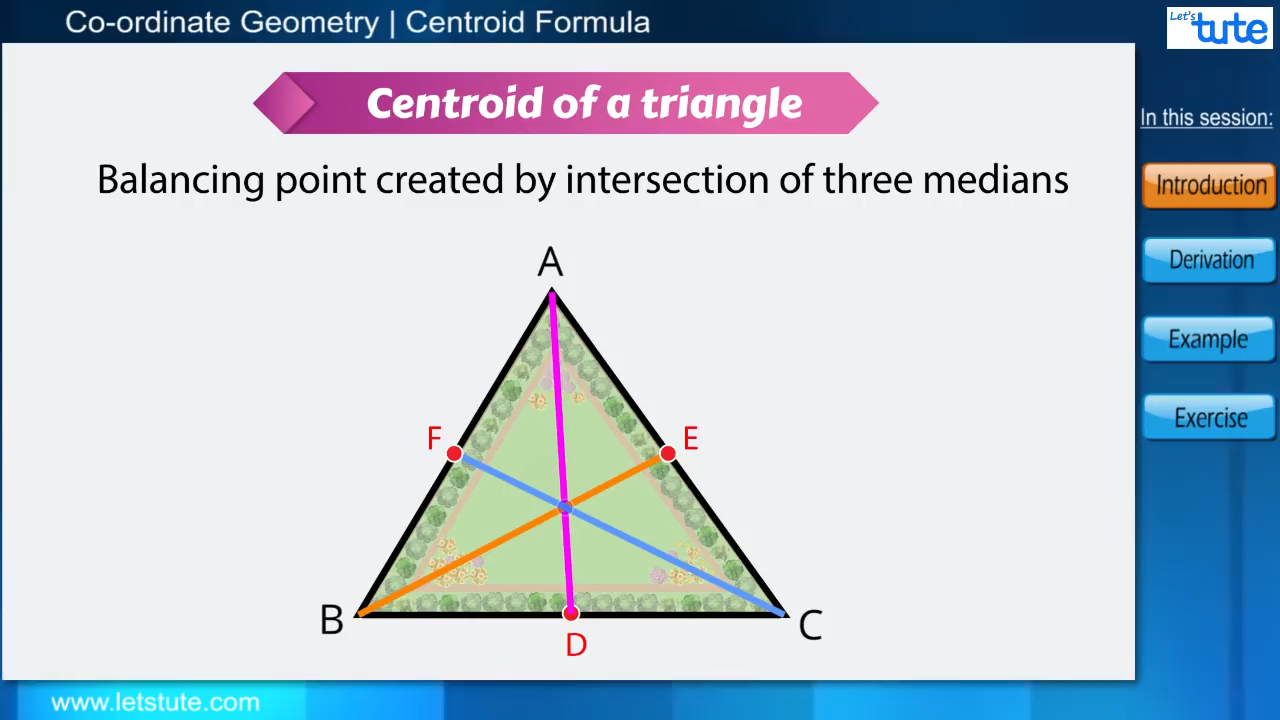 Co-ordinate Geometry | Centroid Formula
Let's
tute
Centroid of a triangle
In this session:
Balancing point created by intersection of three medians
Introduction
Derivation
Example
Exercise
A
F
E
B
C
D
www.letstute.com